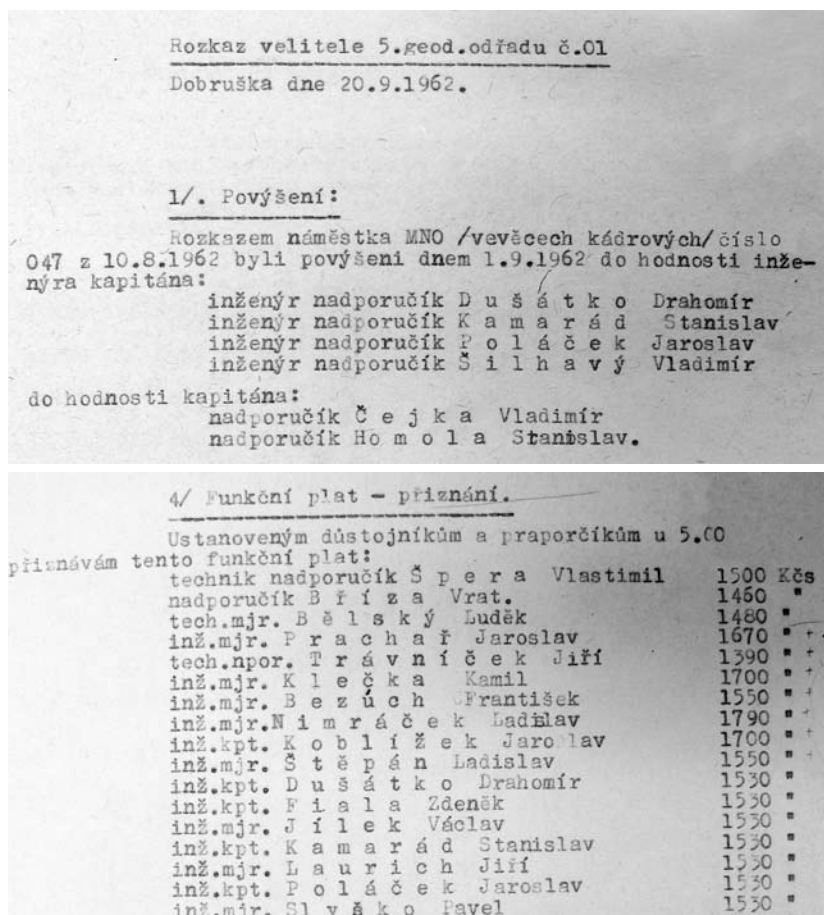 Rozkaz velitele 5.geod.odřadu č.01
Dobruška dne 20.9.1962.
1/. Povýšení:
Rozkazem náměstka MNO /vevěcech kádrových/číslo
047 z 10.8.1962 byli povýšeni dnem 1.9.1962 do hodnosti inže-
nýra kapitána:
inženýr nadporučík D u š á t k o Drahomír
inženýr nadporučík K a m a r á d Stanislav
inženýr nadporučík P o l á č e k Jaroslav
inženýr nadporučík Š i l h a v ý Vladimír
do hodnosti kapitána:
nadporučík Č e j k a Vladimír
nadporučík Ho m o l a Stanislav.
4/ Funkční plat - přiznání.
Ustanoveným důstojníkům a praporčíkům u 5.
přiznávám tento funkční plat:
technik nadporučík Š p e r a Vlastimil 1500 Kčs
nadporučík B ř í z a Vrat. 1460 "
tech.mjr. B ě l s k ý Luděk 1480 "
inž.mjr. P r a c h a ř Jaroslav 1670 " +
tech.npor. T r á v n í č e k Jiří 1390 " +
inž.mjr. K l e č k a Kamil 1700 " +
inž.mjr. B e z ú c h František 1550 " +
inž.mjr.N i m r á č e k Ladislav 1790 " +
inž.kpt. K o b l í ž e k Jaroslav 1700 " +
inž.mjr. Š t ě p á n Ladislav 1550 " +
inž.kpt. D u š á t k o Drahomír 1530 "
inž.kpt. F i a l a Zdeněk 1530 "
inž.mjr. J í l e k Václav 1530 "
inž.kpt. K a m a r á d Stanislav 1530 "
inž.mjr. L a u r i c h Jiří 1530 "
inž.kpt. P o l á č e k Jaroslav 1530 "
inž.mjr. Sl y š k o Pavel 1530 "